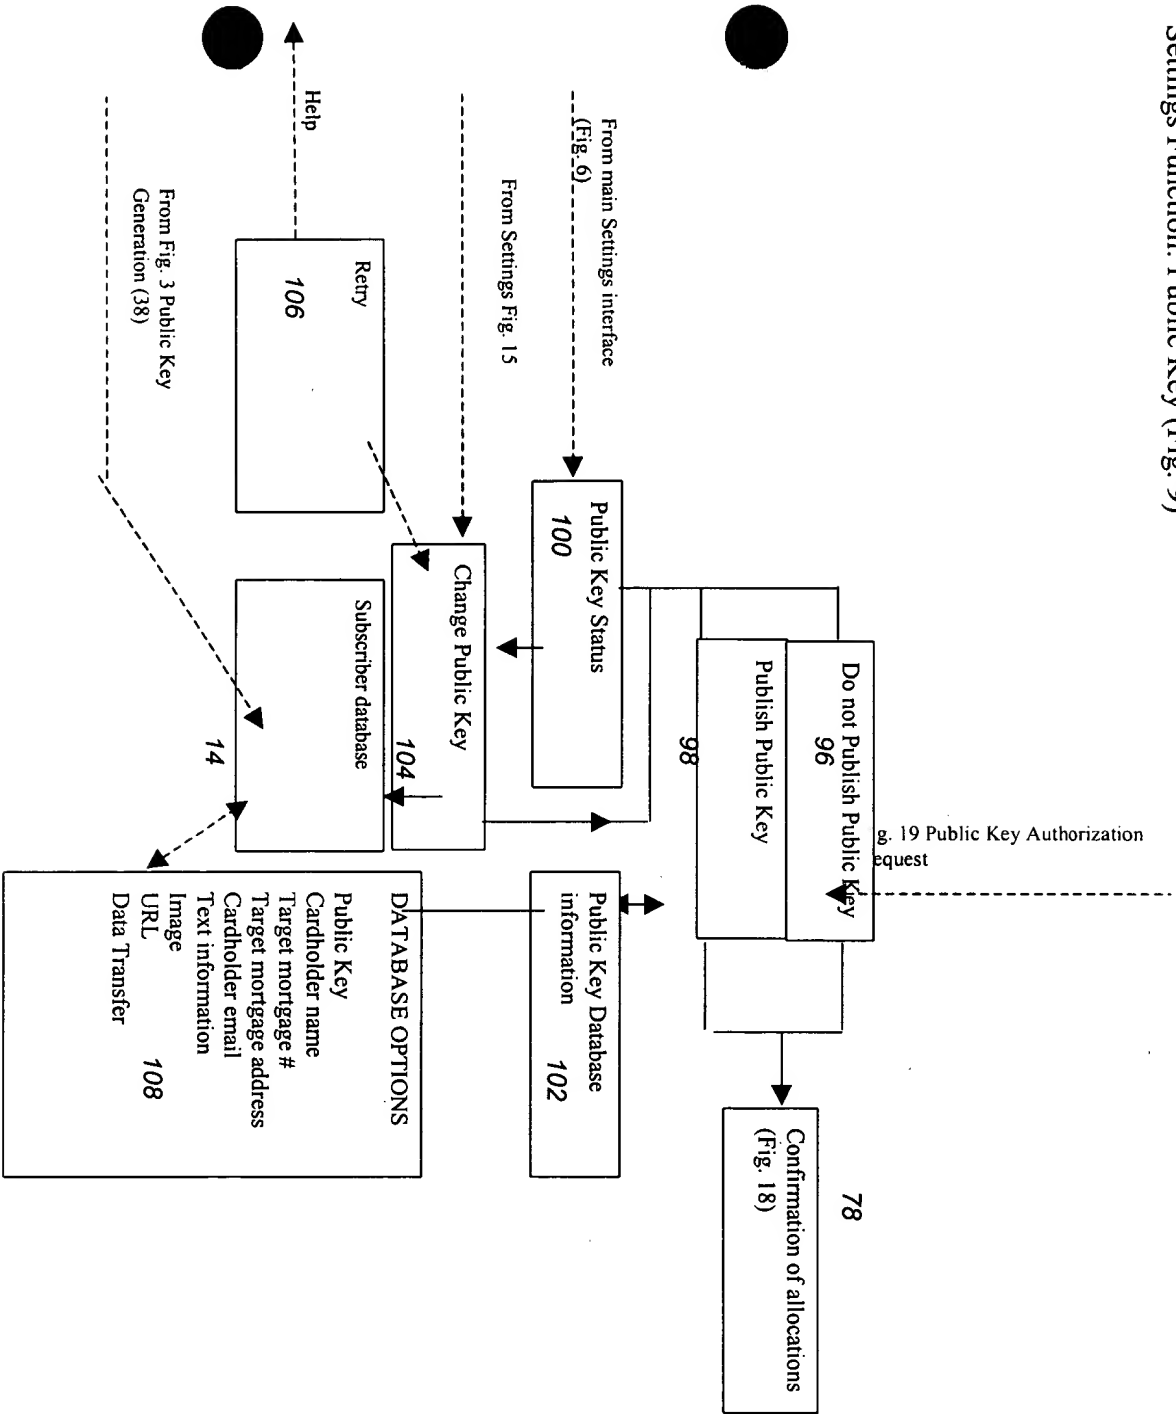 Settings Function: Public Key (Fig. 9)
g. 19 Public Key Authorization
equest
Do not Publish Public Key
96
Publish Public Key
98
Confirmation of allocations
(Fig. 18)
78
From main Settings interface
(Fig. 6)
Public Key Status
100
Public Key Database
information
102
From Settings Fig. 15
Change Public Key
104
Retry
106
Help
Subscriber database
14
From Fig. 3 Public Key
Generation (38)
DATABASE OPTIONS
Public Key
Cardholder name
Target mortgage #
Target mortgage address
Cardholder email
Text information
Image
URL
Data Transfer
108